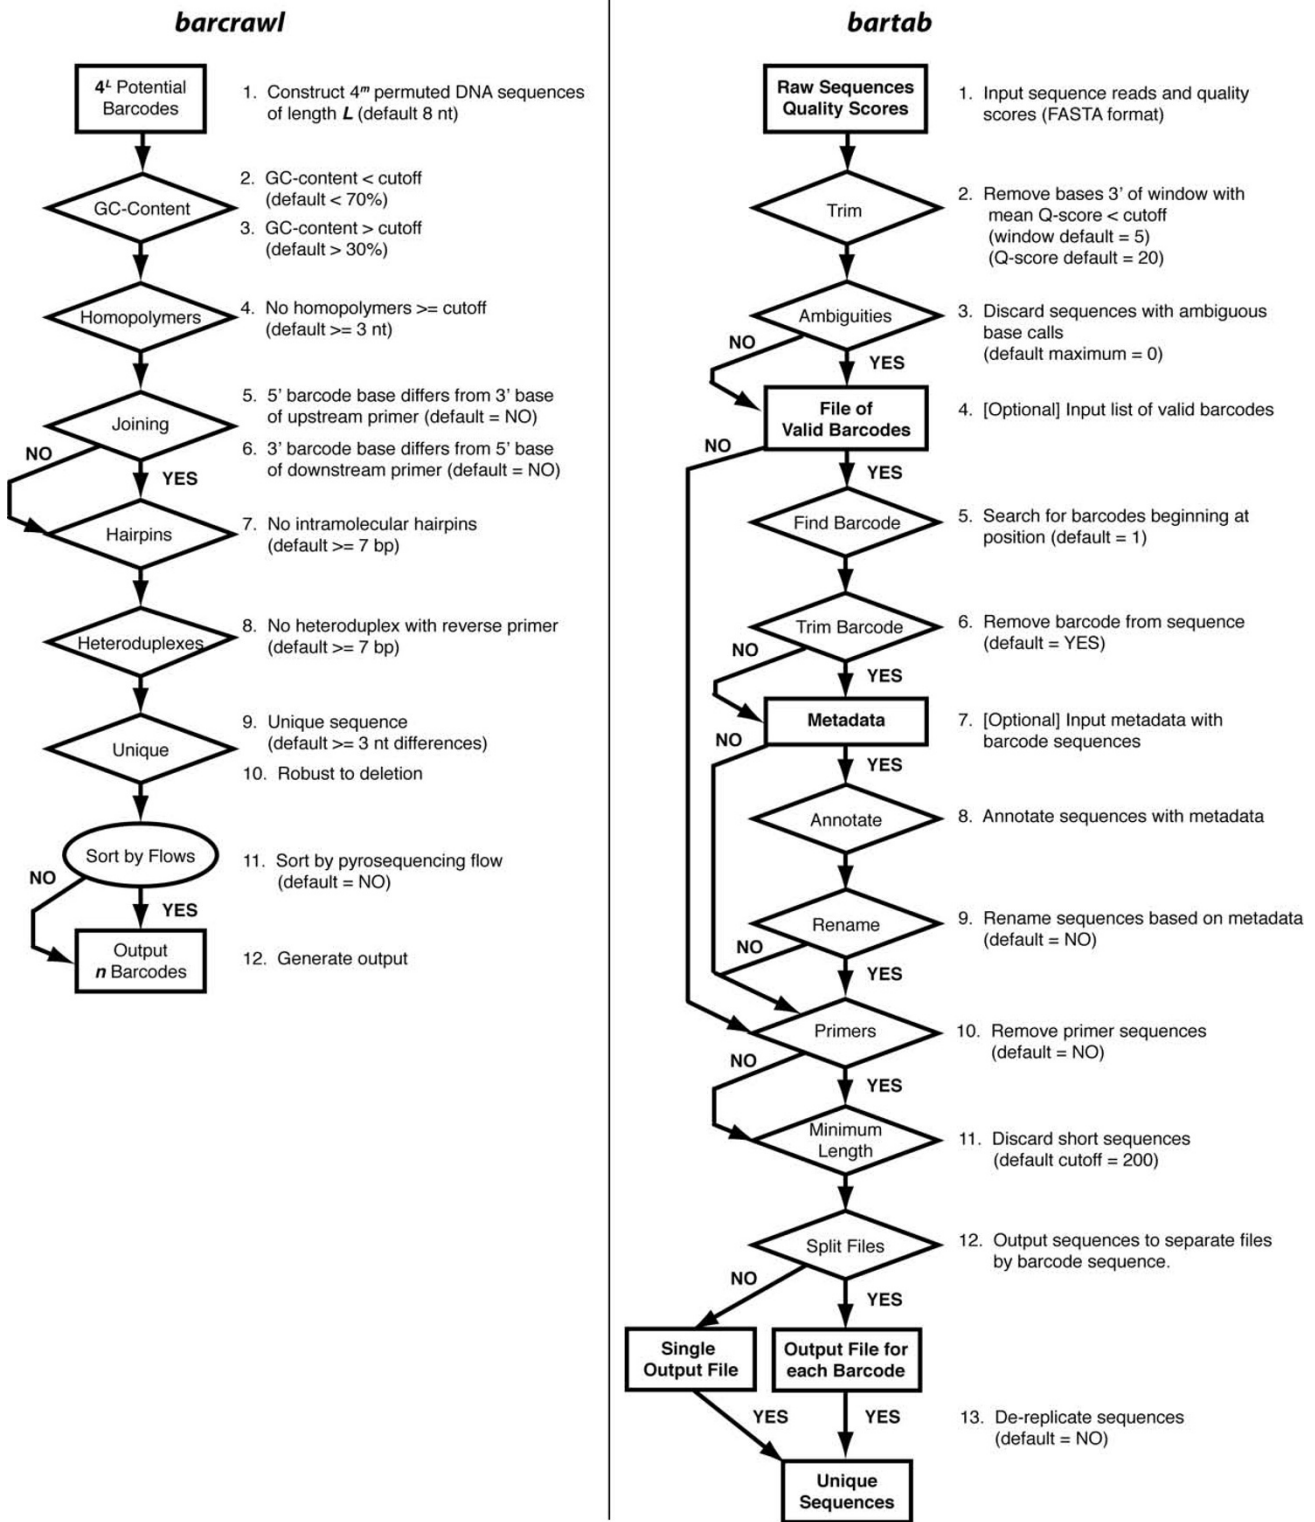 barcrawl
4ᴸ Potential
Barcodes
1. Construct 4ᵐ permuted DNA sequences
of length L (default 8 nt)
GC-Content
2. GC-content < cutoff
(default < 70%)
3. GC-content > cutoff
(default > 30%)
Homopolymers
4. No homopolymers >= cutoff
(default >= 3 nt)
Joining
5. 5' barcode base differs from 3' base
of upstream primer (default = NO)
6. 3' barcode base differs from 5' base
of downstream primer (default = NO)
NO
YES
Hairpins
7. No intramolecular hairpins
(default >= 7 bp)
Heteroduplexes
8. No heteroduplex with reverse primer
(default >= 7 bp)
Unique
9. Unique sequence
(default >= 3 nt differences)
10. Robust to deletion
Sort by Flows
11. Sort by pyrosequencing flow
(default = NO)
NO
YES
Output
n Barcodes
12. Generate output
bartab
Raw Sequences
Quality Scores
1. Input sequence reads and quality
scores (FASTA format)
Trim
2. Remove bases 3' of window with
mean Q-score < cutoff
(window default = 5)
(Q-score default = 20)
Ambiguities
3. Discard sequences with ambiguous
base calls
(default maximum = 0)
NO
YES
File of
Valid Barcodes
4. [Optional] Input list of valid barcodes
NO
YES
Find Barcode
5. Search for barcodes beginning at
position (default = 1)
Trim Barcode
6. Remove barcode from sequence
(default = YES)
NO
YES
Metadata
7. [Optional] Input metadata with
barcode sequences
NO
YES
Annotate
8. Annotate sequences with metadata
Rename
9. Rename sequences based on metadata
(default = NO)
NO
YES
Primers
10. Remove primer sequences
(default = NO)
NO
YES
Minimum
Length
11. Discard short sequences
(default cutoff = 200)
Split Files
12. Output sequences to separate files
by barcode sequence.
NO
YES
Single
Output File
Output File for
each Barcode
YES
YES
13. De-replicate sequences
(default = NO)
Unique
Sequences